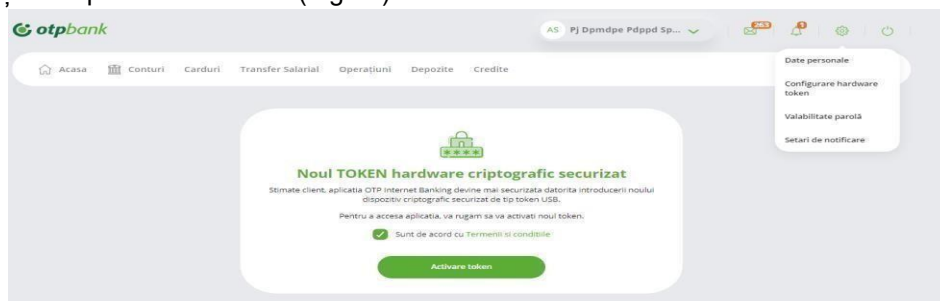 otpbank
AS Pj Dpmdpe Pdppd Sp...
263
Acasa Conturi Carduri Transfer Salarial Operațiuni Depozite Credite
Date personale
Configurare hardware
token
Valabilitate parolă
Setari de notificare
****
Noul TOKEN hardware criptografic securizat
Stimate client, aplicatia OTP Internet Banking devine mai securizata datorita introducerii noului
dispozitiv criptografic securizat de tip token USB.
Pentru a accesa aplicatia, va rugam sa va activati noul token.
Sunt de acord cu Termenii si conditiile
Activare token